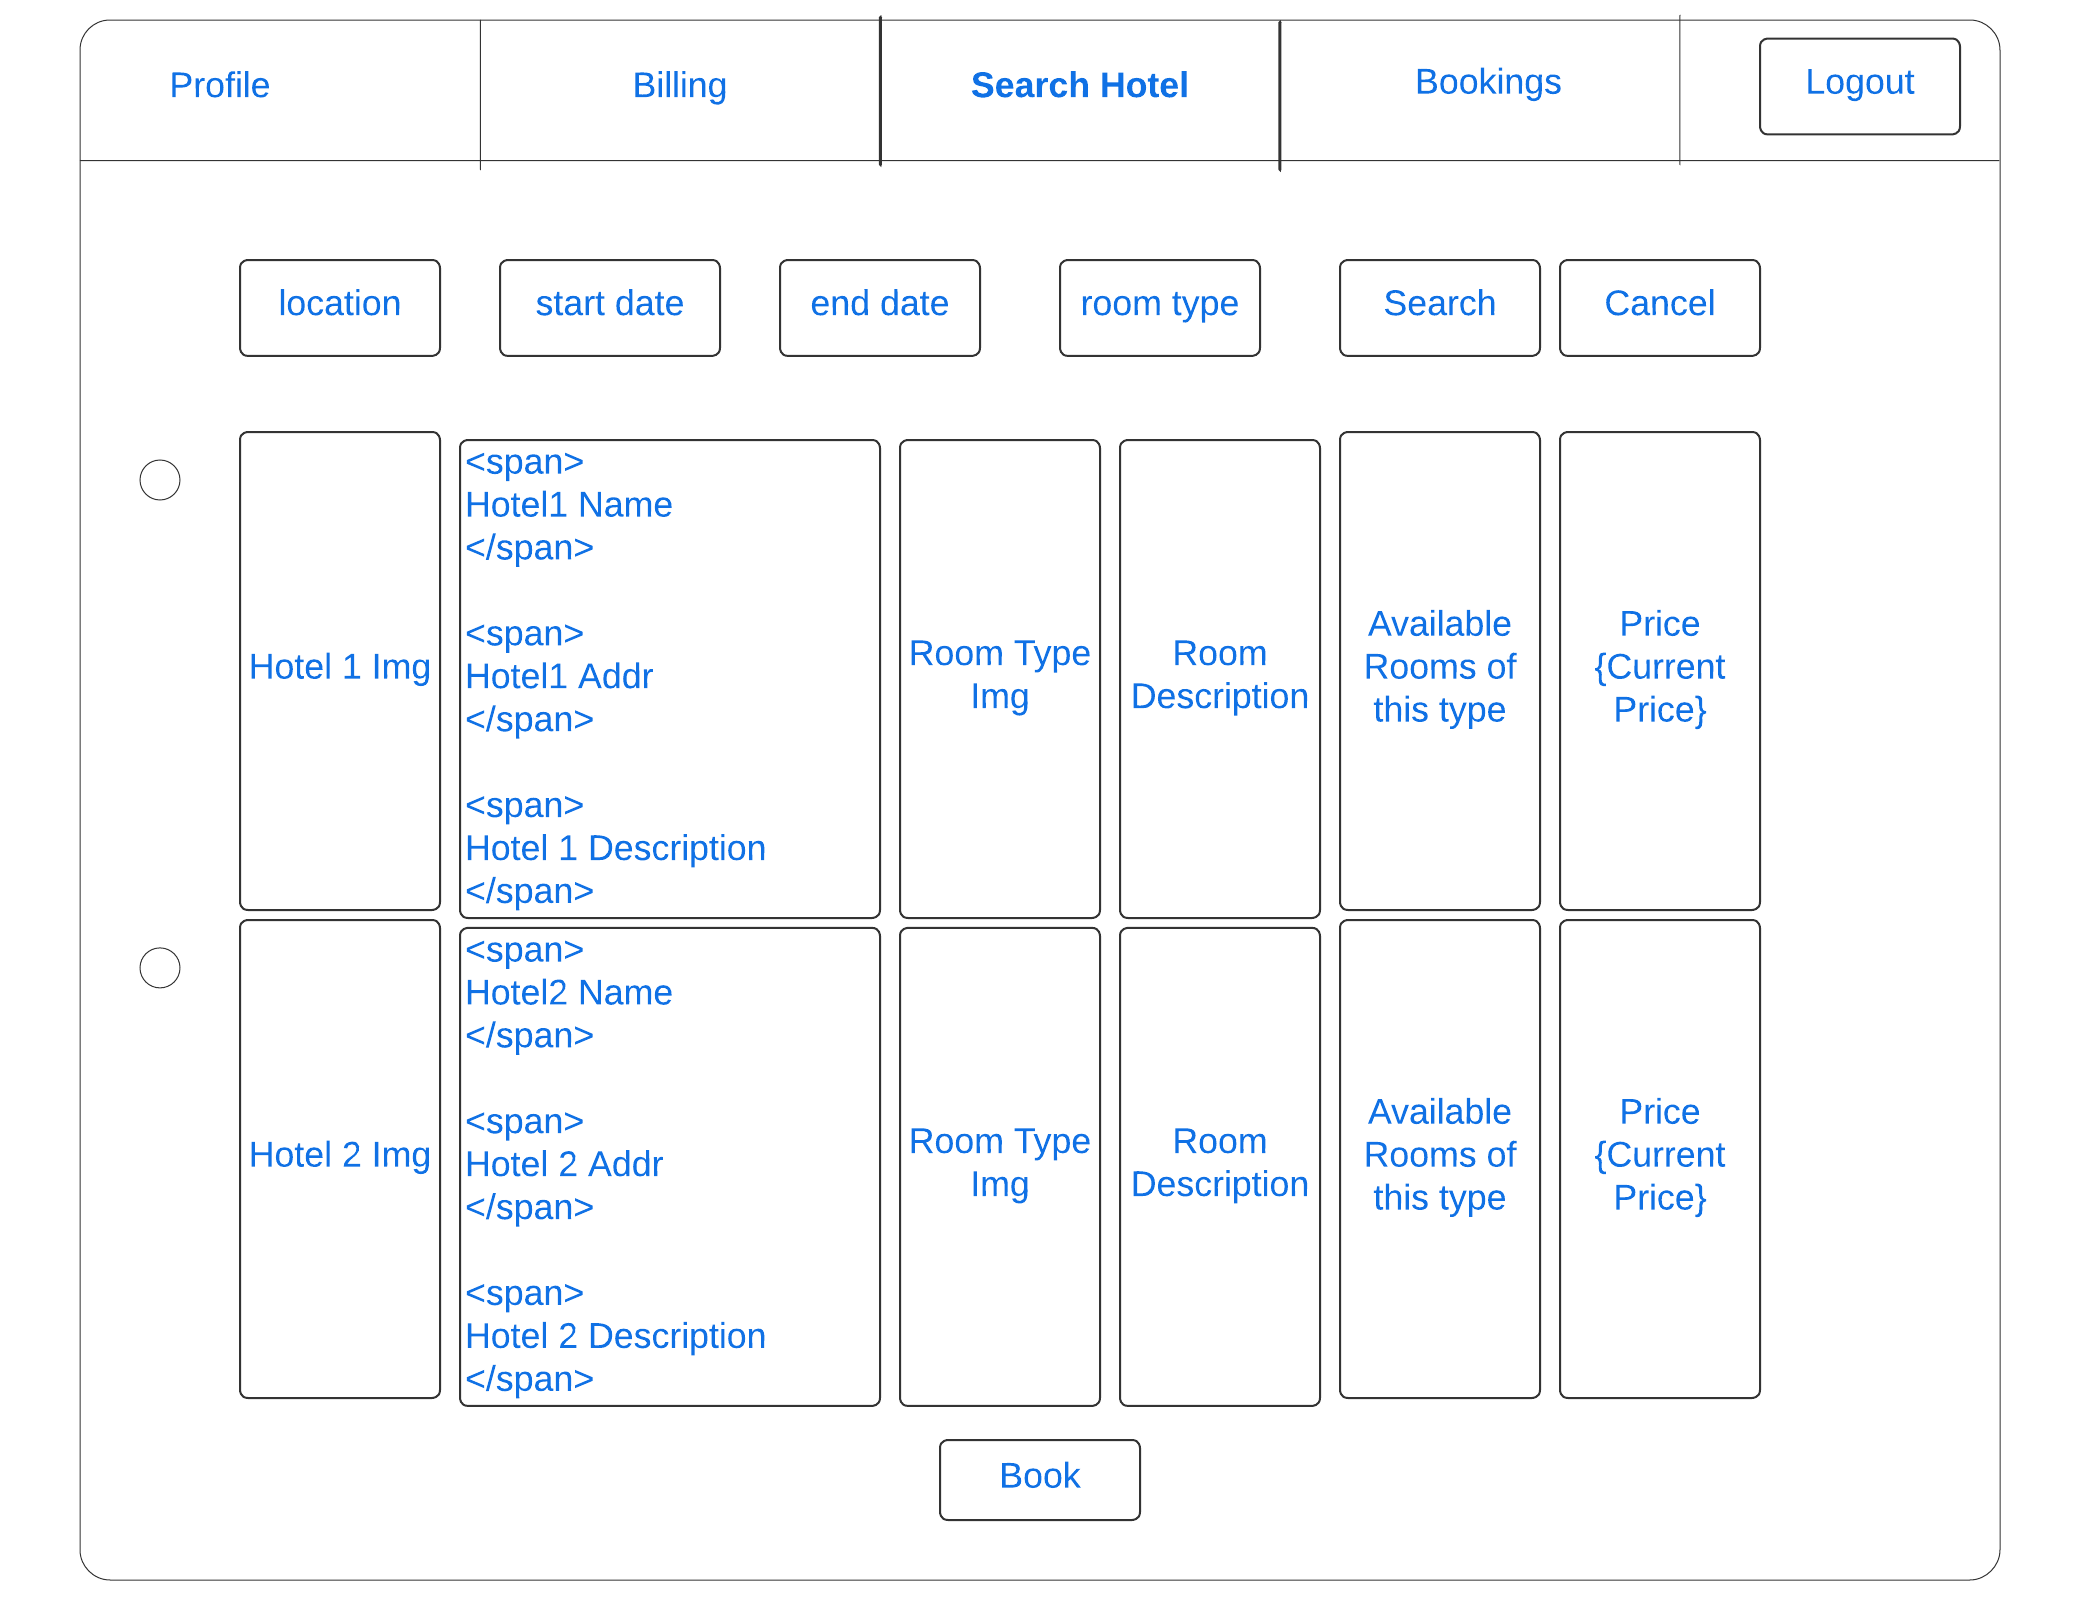 Profile
Billing
Search Hotel
Bookings
Logout
location
start date
end date
room type
Search
Cancel
Hotel 1 Img
<span>
Hotel1 Name
</span>
<span>
Hotel1 Addr
</span>
<span>
Hotel 1 Description
</span>
Room Type
Img
Room
Description
Available
Rooms of
this type
Price
{Current
Price}
Hotel 2 Img
<span>
Hotel2 Name
</span>
<span>
Hotel 2 Addr
</span>
<span>
Hotel 2 Description
</span>
Room Type
Img
Room
Description
Available
Rooms of
this type
Price
{Current
Price}
Book